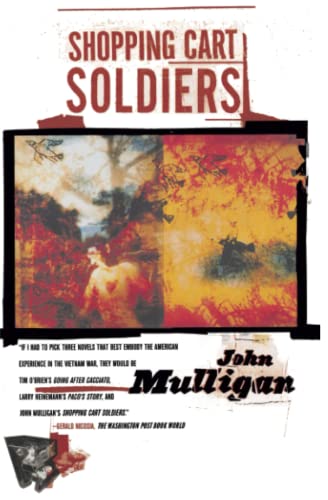 SHOPPING CART
SOLDIERS
"IF I HAD TO PICK THREE NOVELS THAT BEST EMBODY THE AMERICAN
EXPERIENCE IN THE VIETNAM WAR, THEY WOULD BE
TIM O'BRIEN'S GOING AFTER CACCIATO,
LARRY HEINEMANN'S PACO'S STORY, AND
JOHN MULLIGAN'S SHOPPING CART SOLDIERS."
—GERALD NICOSIA, THE WASHINGTON POST BOOK WORLD
John
Mulligan